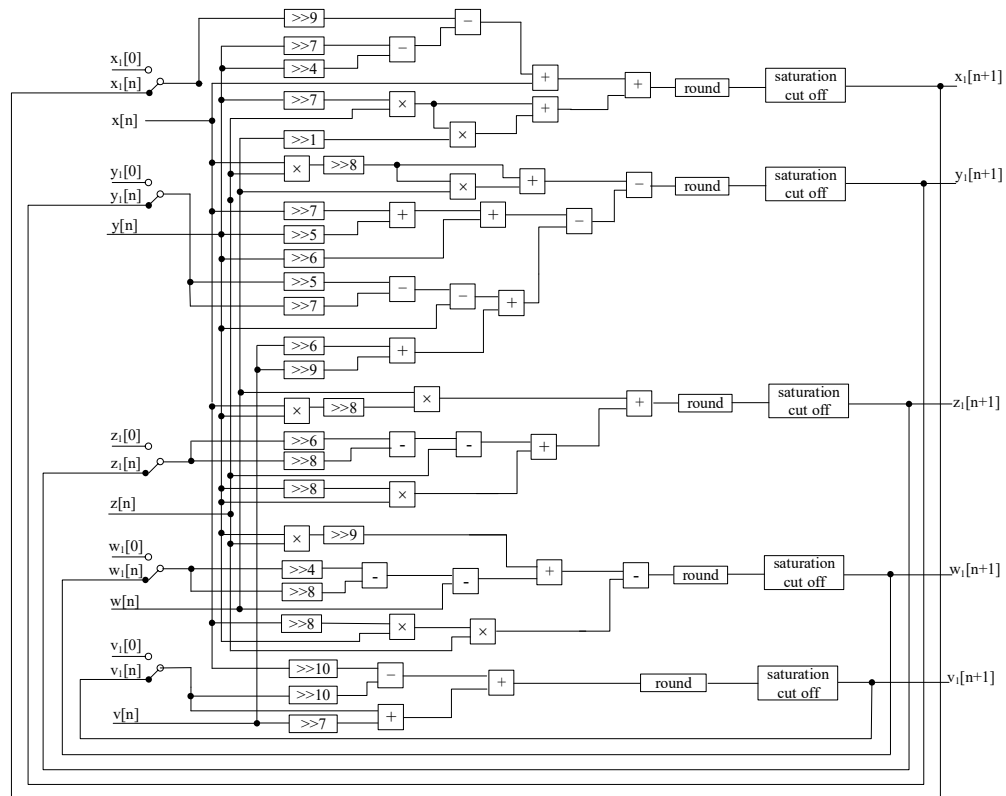 >>9 −
x₁[0] >>7 −
>>4
x₁[n] + + round saturation cut off x₁[n+1]
>>7 × +
x[n]
>>1 ×
× >>8 +
y₁[0] × − round saturation cut off y₁[n+1]
y₁[n]
>>7 + + −
y[n] >>5
>>6
>>5 − − +
>>7
>>6 +
>>9
× + round saturation cut off z₁[n+1]
× >>8
z₁[0] >>6 - - +
z₁[n] >>8
>>8 ×
z[n]
× >>9
w₁[0]
w₁[n] >>4 - - + - round saturation cut off w₁[n+1]
>>8
w[n]
>>8 × ×
v₁[0]
v₁[n] >>10 − + round saturation cut off v₁[n+1]
>>10
v[n] >>7 +